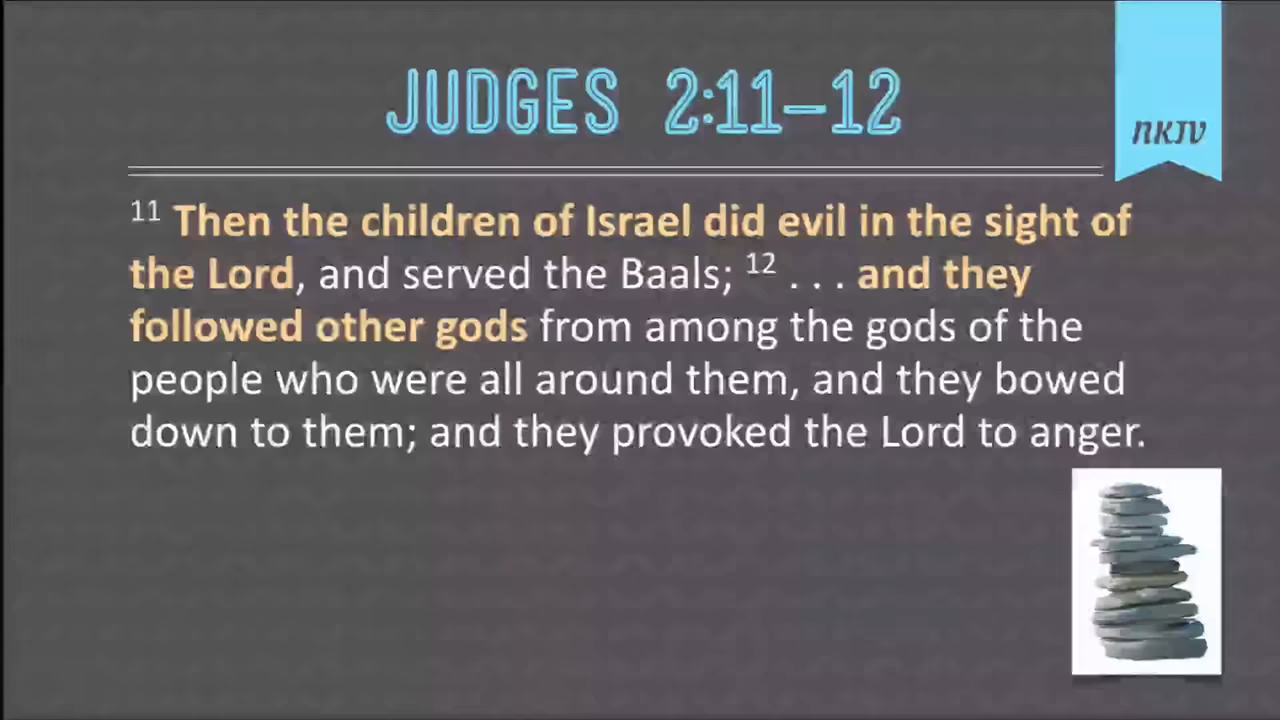 JUDGES 2:11–12
NKJV
11 Then the children of Israel did evil in the sight of
the Lord, and served the Baals; 12 . . . and they
followed other gods from among the gods of the
people who were all around them, and they bowed
down to them; and they provoked the Lord to anger.